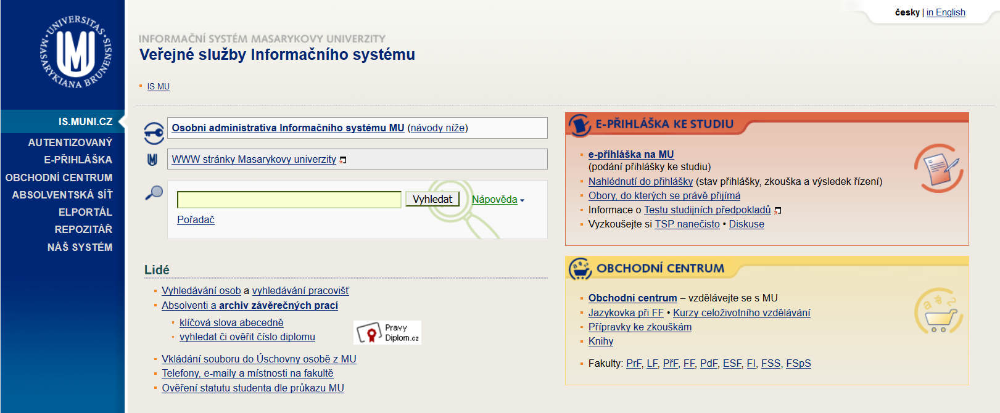 UNIVERSITAS MASARYKIANA BRUNENSIS
česky | in English
INFORMAČNÍ SYSTÉM MASARYKOVY UNIVERZITY
Veřejné služby Informačního systému
IS MU
IS.MUNI.CZ
AUTENTIZOVANÝ
E-PŘIHLÁŠKA
OBCHODNÍ CENTRUM
ABSOLVENTSKÁ SÍŤ
ELPORTÁL
REPOZITÁŘ
NÁŠ SYSTÉM
Osobní administrativa Informačního systému MU (návody níže)
WWW stránky Masarykovy univerzity
Vyhledat Nápověda
Pořadač
Lidé
Vyhledávání osob a vyhledávání pracovišť
Absolventi a archiv závěrečných prací
klíčová slova abecedně
vyhledat či ověřit číslo diplomu
Pravy
Diplom.cz
Vkládání souboru do Úschovny osobě z MU
Telefony, e-maily a místnosti na fakultě
Ověření statutu studenta dle průkazu MU
E-PŘIHLÁŠKA KE STUDIU
e-přihláška na MU
(podání přihlášky ke studiu)
Nahlédnutí do přihlášky (stav přihlášky, zkouška a výsledek řízení)
Obory, do kterých se právě přijímá
Informace o Testu studijních předpokladů
Vyzkoušejte si TSP nanečisto • Diskuse
OBCHODNÍ CENTRUM
Obchodní centrum – vzdělávejte se s MU
Jazykovka při FF • Kurzy celoživotního vzdělávání
Přípravky ke zkouškám
Knihy
Fakulty: PrF, LF, PřF, FF, PdF, ESF, FI, FSS, FSpS